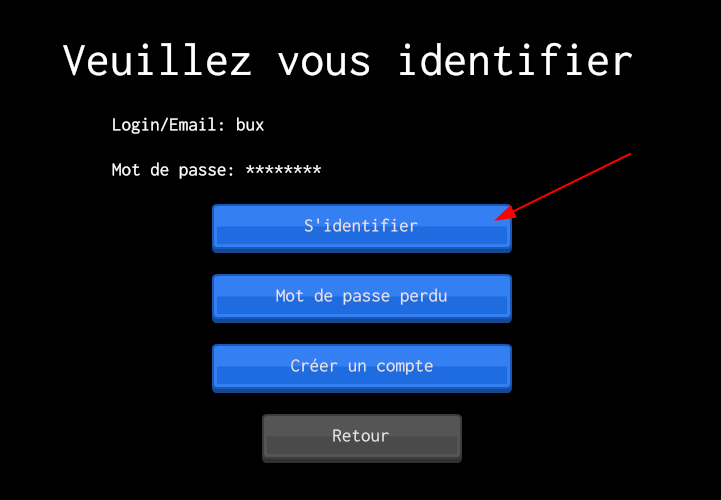 Veuillez vous identifier
Login/Email: bux
Mot de passe: ********
S'identifier
Mot de passe perdu
Créer un compte
Retour